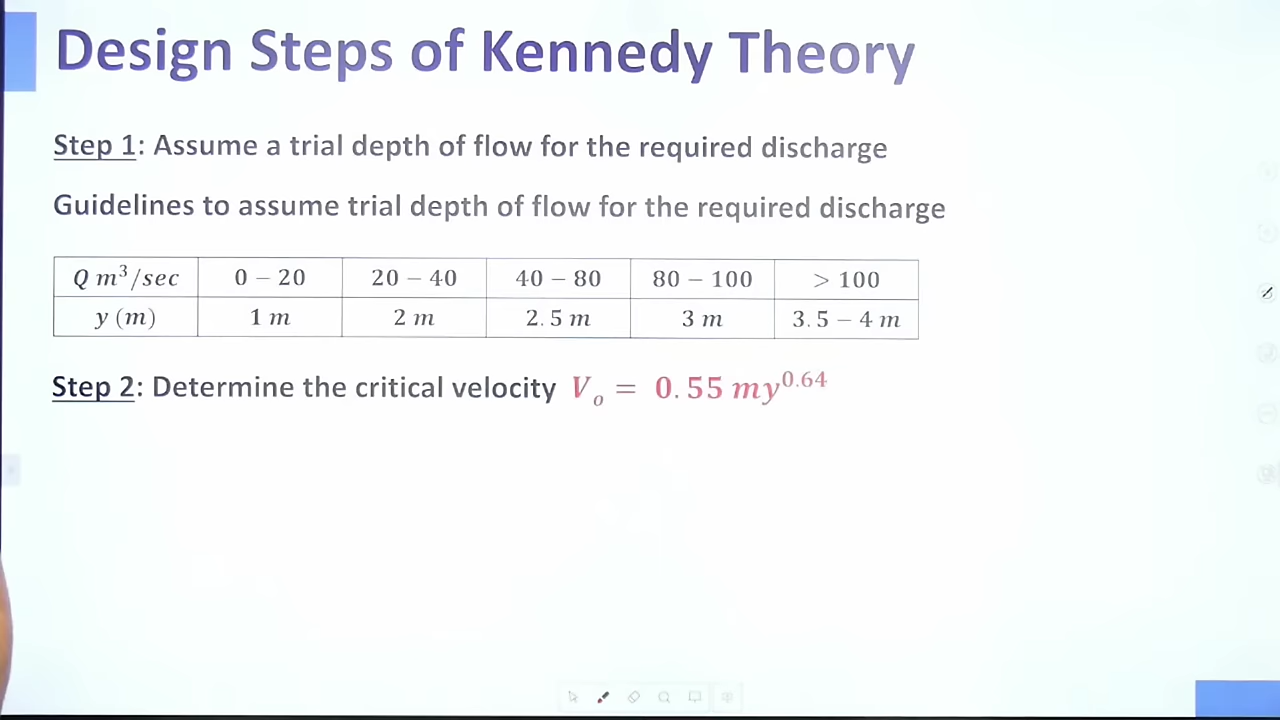 Design Steps of Kennedy Theory
Step 1: Assume a trial depth of flow for the required discharge
Guidelines to assume trial depth of flow for the required discharge
Q m³/sec 0 – 20 20 – 40 40 – 80 80 – 100 > 100
y (m) 1 m 2 m 2.5 m 3 m 3.5 – 4 m
Step 2: Determine the critical velocity Vₒ = 0.55 my^0.64